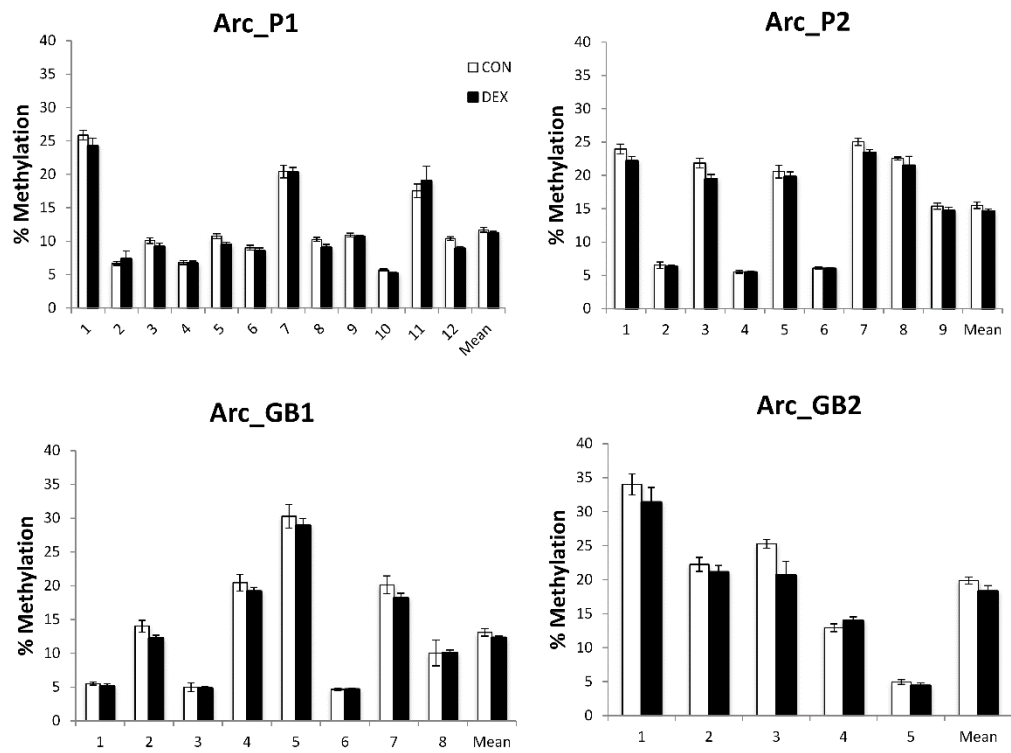 Arc_P1
% Methylation
40
35
30
25
20
15
10
5
0
CON
DEX
1 2 3 4 5 6 7 8 9 10 11 12 Mean
Arc_P2
% Methylation
40
35
30
25
20
15
10
5
0
1 2 3 4 5 6 7 8 9 Mean
Arc_GB1
% Methylation
40
35
30
25
20
15
10
5
0
1 2 3 4 5 6 7 8 Mean
Arc_GB2
% Methylation
40
35
30
25
20
15
10
5
0
1 2 3 4 5 Mean